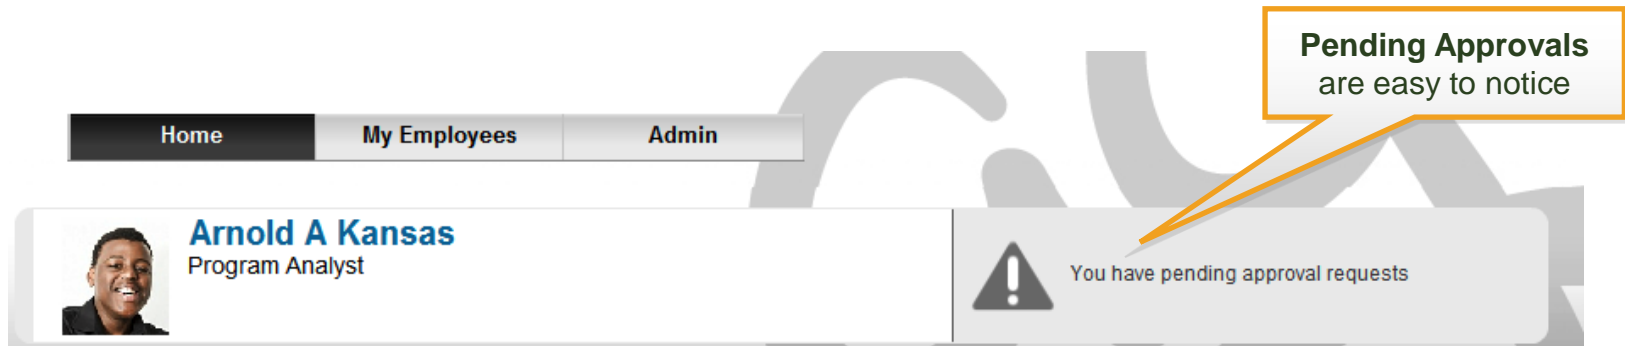 Pending Approvals
are easy to notice
Home My Employees Admin
Arnold A Kansas
Program Analyst
You have pending approval requests